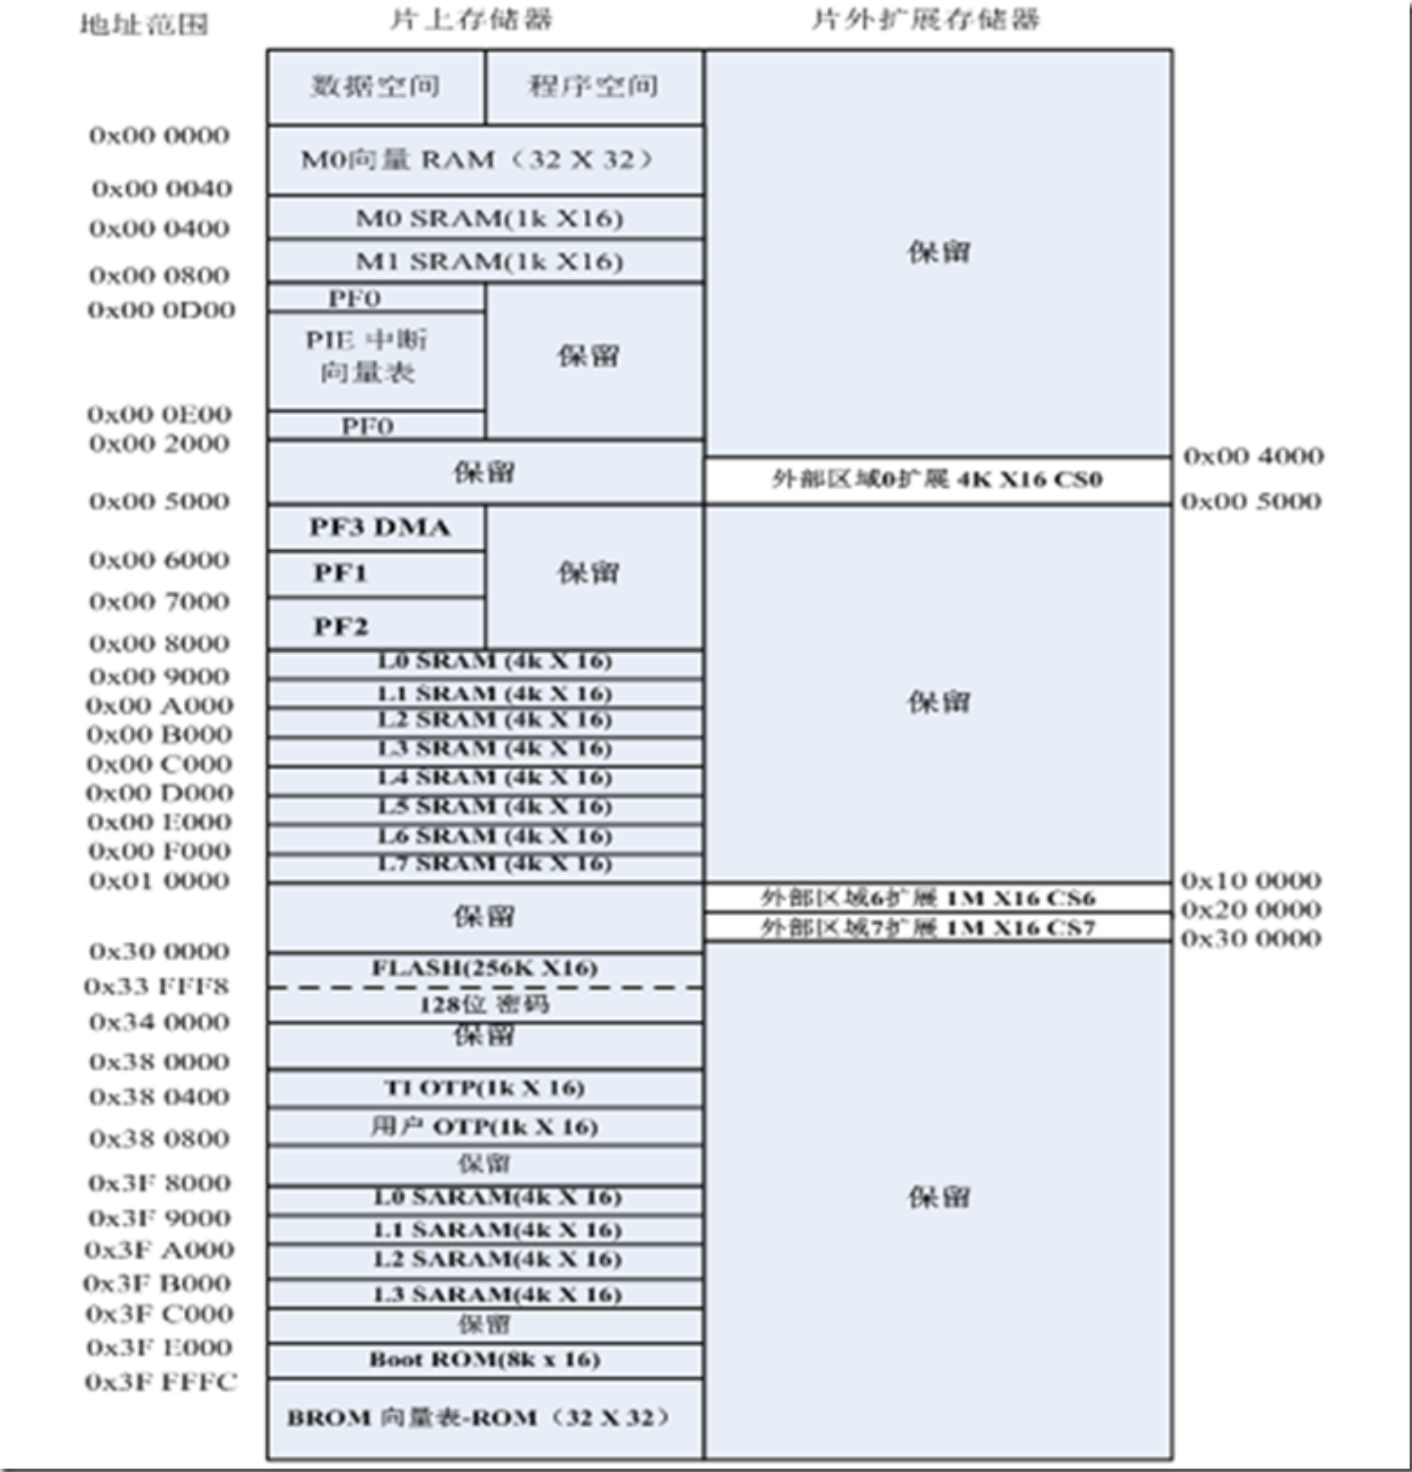 地址范围 片上存储器 片外扩展存储器
数据空间 程序空间
0x00 0000
M0向量 RAM（32 X 32）
0x00 0040
M0 SRAM(1k X16)
0x00 0400
保留
M1 SRAM(1k X16)
0x00 0800
PF0
0x00 0D00
PIE 中断
向量表
保留
0x00 0E00
PF0
0x00 2000
0x00 4000
保留
外部区域0扩展 4K X16 CS0
0x00 5000
0x00 5000
PF3 DMA
0x00 6000
PF1
保留
0x00 7000
PF2
0x00 8000
L0 SRAM (4k X 16)
0x00 9000
L1 SRAM (4k X 16)
0x00 A000
保留
L2 SRAM (4k X 16)
0x00 B000
L3 SRAM (4k X 16)
0x00 C000
L4 SRAM (4k X 16)
0x00 D000
L5 SRAM (4k X 16)
0x00 E000
L6 SRAM (4k X 16)
0x00 F000
L7 SRAM (4k X 16)
0x01 0000
0x10 0000
外部区域6扩展 1M X16 CS6
保留
0x20 0000
外部区域7扩展 1M X16 CS7
0x30 0000
0x30 0000
FLASH(256K X16)
0x33 FFF8
128位 密码
0x34 0000
保留
0x38 0000
TI OTP(1k X 16)
0x38 0400
用户 OTP(1k X 16)
0x38 0800
保留
0x3F 8000
L0 SARAM(4k X 16)
保留
0x3F 9000
L1 SARAM(4k X 16)
0x3F A000
L2 SARAM(4k X 16)
0x3F B000
L3 SARAM(4k X 16)
0x3F C000
保留
0x3F E000
Boot ROM(8k x 16)
0x3F FFFC
BROM 向量表-ROM（32 X 32）